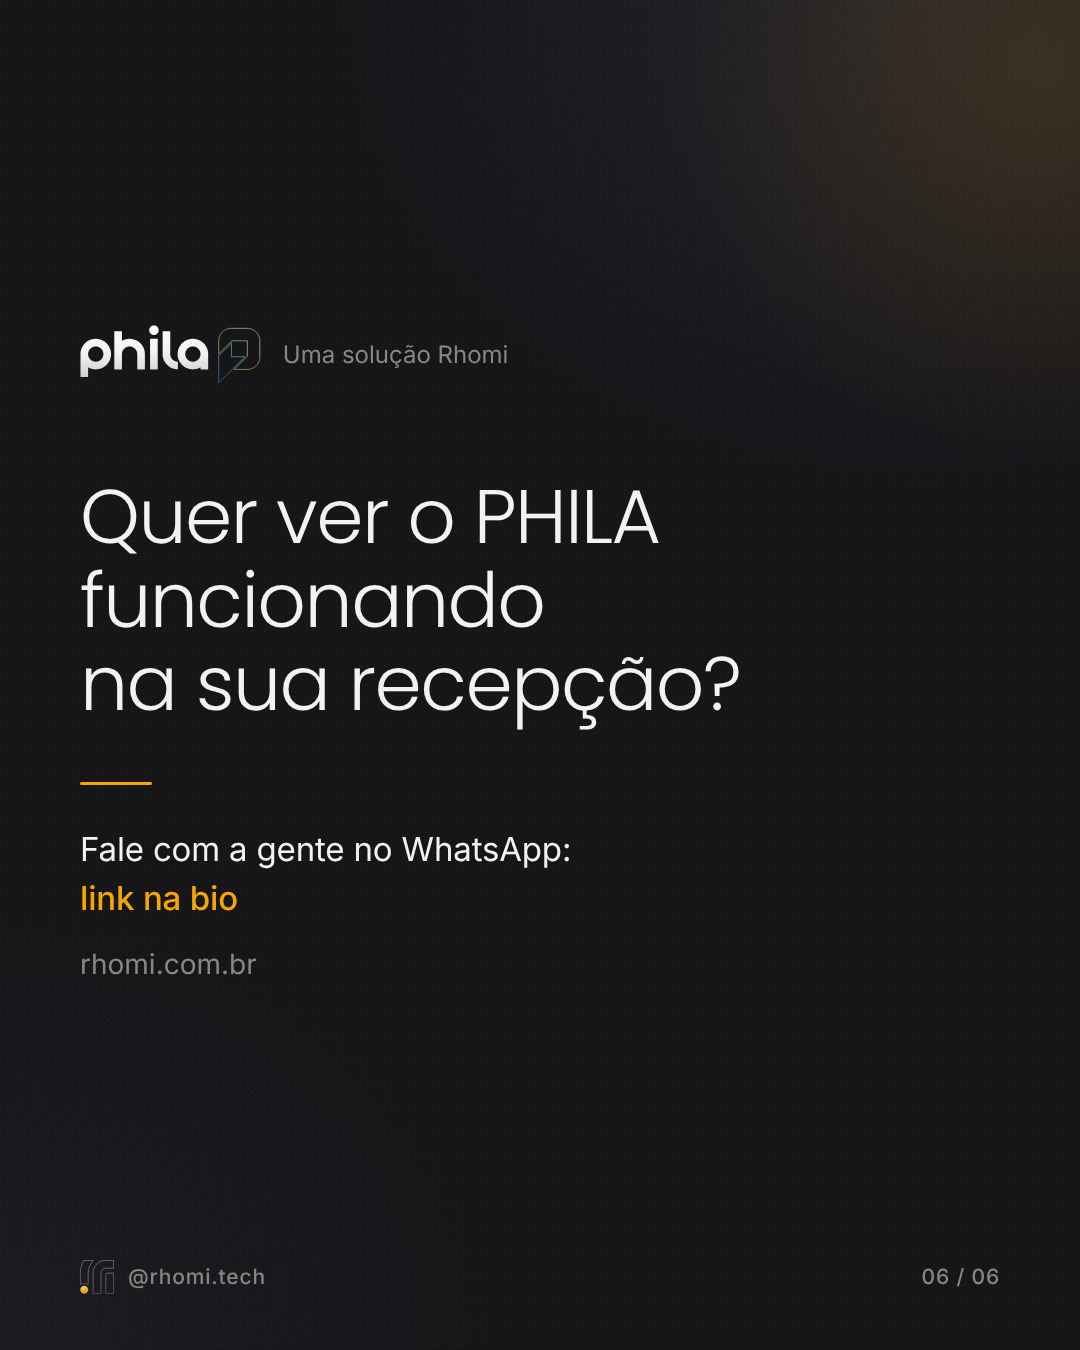 phila Uma solução Rhomi
Quer ver o PHILA
funcionando
na sua recepção?
Fale com a gente no WhatsApp:
link na bio
rhomi.com.br
@rhomi.tech
06 / 06